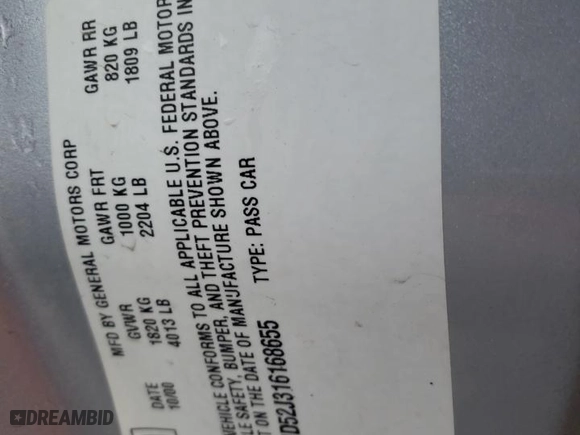 MFD BY GENERAL MOTORS CORP
DATE GVWR GAWR FRT GAWR RR
10/00 1820 KG 1000 KG 820 KG
4013 LB 2204 LB 1809 LB
VEHICLE CONFORMS TO ALL APPLICABLE U.S. FEDERAL MOTOR
LE SAFETY, BUMPER, AND THEFT PREVENTION STANDARDS IN
T ON THE DATE OF MANUFACTURE SHOWN ABOVE.
D52J316168655 TYPE: PASS CAR
DREAMBID